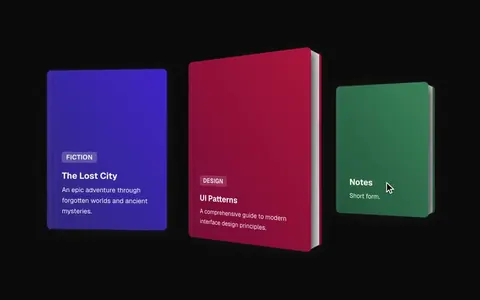 FICTION
The Lost City
An epic adventure through
forgotten worlds and ancient
mysteries.
DESIGN
UI Patterns
A comprehensive guide to modern
interface design principles.
Notes
Short form.